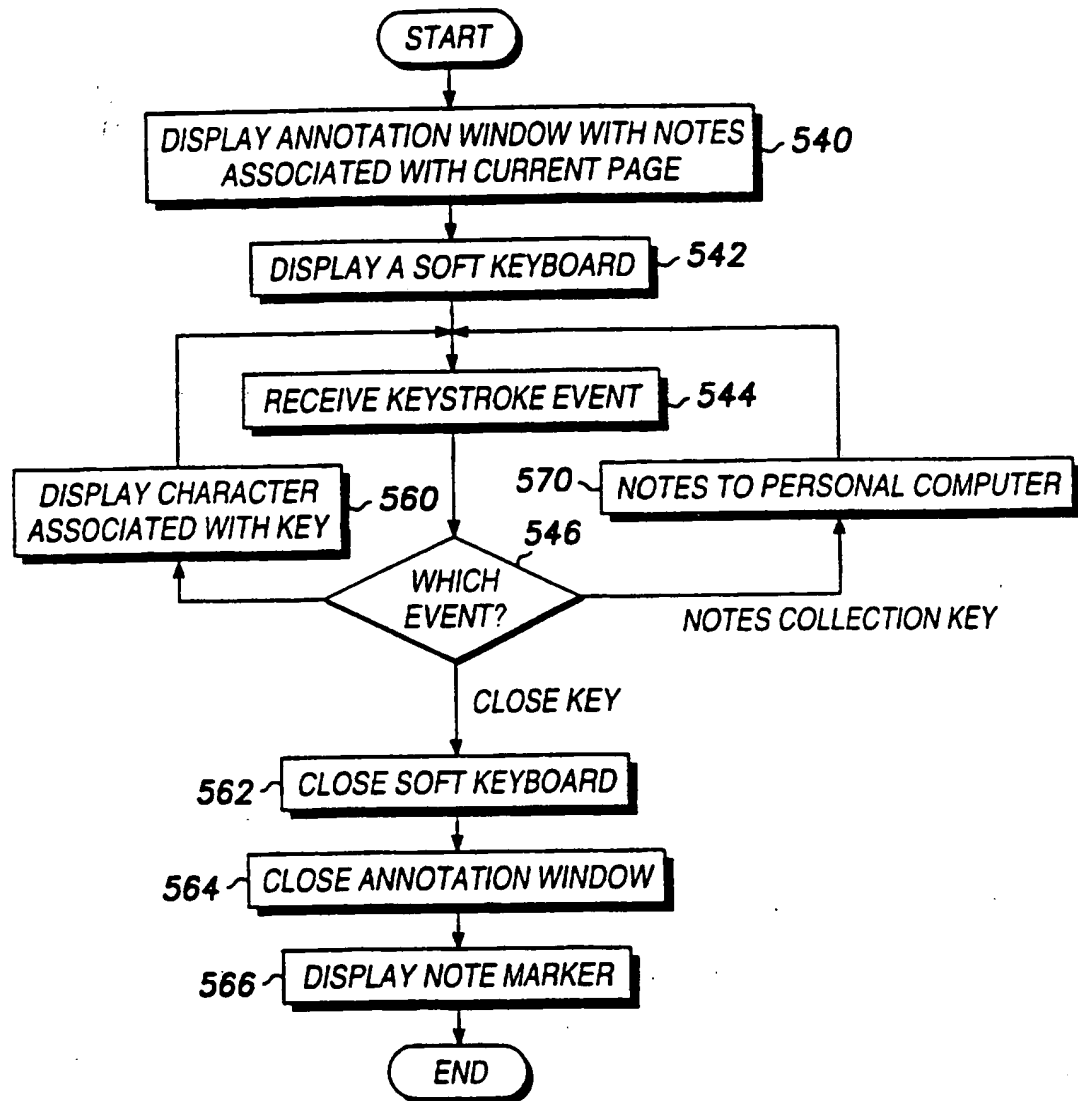 START
DISPLAY ANNOTATION WINDOW WITH NOTES
ASSOCIATED WITH CURRENT PAGE
540
DISPLAY A SOFT KEYBOARD
542
RECEIVE KEYSTROKE EVENT
544
DISPLAY CHARACTER
ASSOCIATED WITH KEY
560
570
NOTES TO PERSONAL COMPUTER
546
WHICH
EVENT?
NOTES COLLECTION KEY
CLOSE KEY
562
CLOSE SOFT KEYBOARD
564
CLOSE ANNOTATION WINDOW
566
DISPLAY NOTE MARKER
END